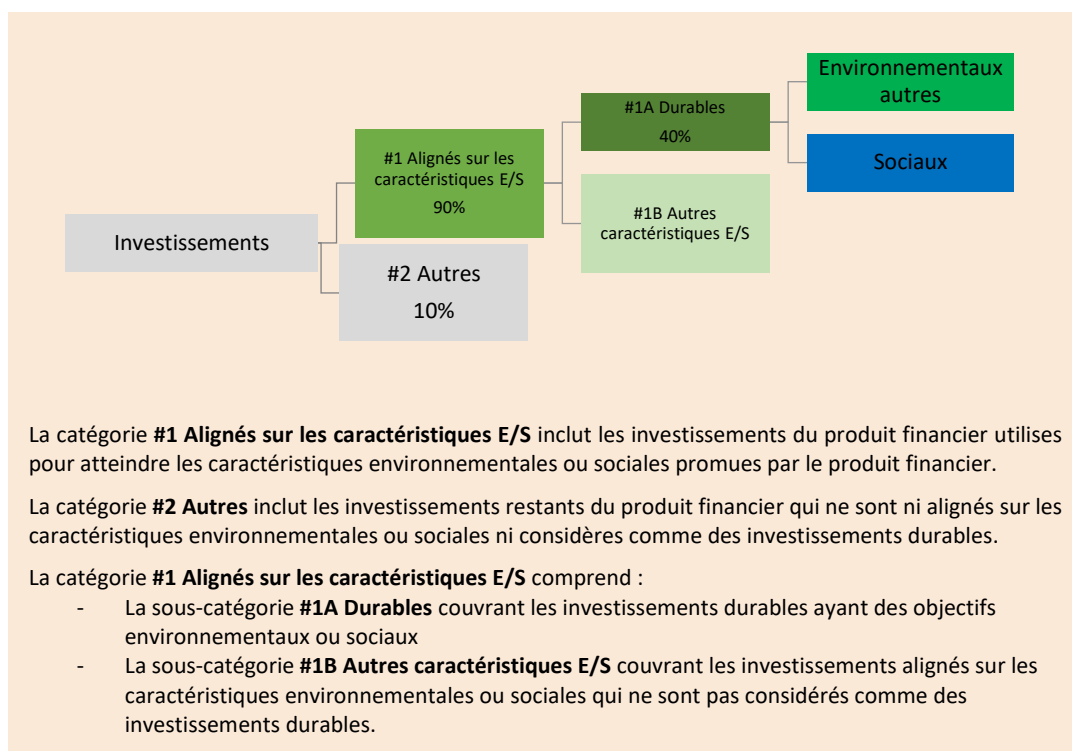 Environnementaux
autres
#1A Durables
40%
#1 Alignés sur les
caractéristiques E/S
90%
Sociaux
#1B Autres
caractéristiques E/S
Investissements
#2 Autres
10%
La catégorie #1 Alignés sur les caractéristiques E/S inclut les investissements du produit financier utilises
pour atteindre les caractéristiques environnementales ou sociales promues par le produit financier.
La catégorie #2 Autres inclut les investissements restants du produit financier qui ne sont ni alignés sur les
caractéristiques environnementales ou sociales ni considères comme des investissements durables.
La catégorie #1 Alignés sur les caractéristiques E/S comprend :
- La sous-catégorie #1A Durables couvrant les investissements durables ayant des objectifs
environnementaux ou sociaux
- La sous-catégorie #1B Autres caractéristiques E/S couvrant les investissements alignés sur les
caractéristiques environnementales ou sociales qui ne sont pas considérés comme des
investissements durables.